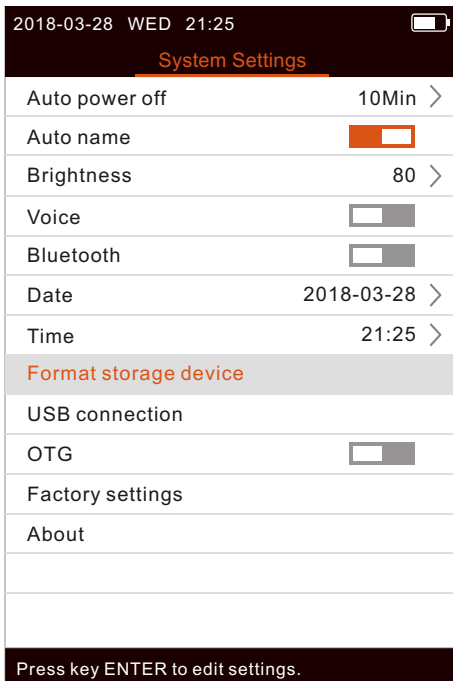 2018-03-28 WED 21:25
System Settings
Auto power off 10Min
Auto name
Brightness 80
Voice
Bluetooth
Date 2018-03-28
Time 21:25
Format storage device
USB connection
OTG
Factory settings
About
Press key ENTER to edit settings.